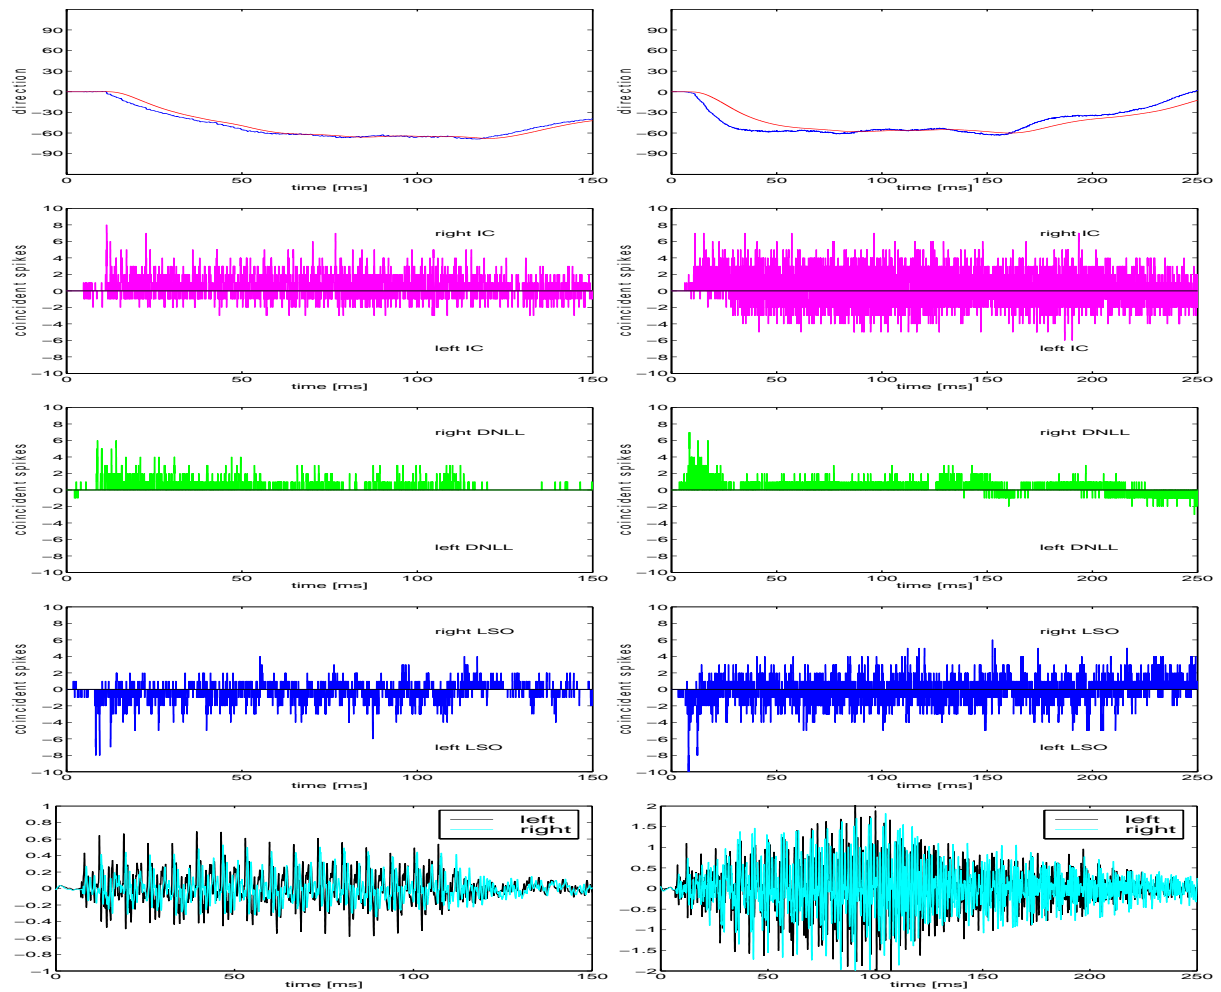 direction
90
60
30
0
−30
−60
−90
0 50 100 150
time [ms]
direction
90
60
30
0
−30
−60
−90
0 50 100 150 200 250
time [ms]
coincident spikes
10
8
6
4
2
0
−2
−4
−6
−8
−10
right IC
left IC
0 50 100 150
time [ms]
coincident spikes
10
8
6
4
2
0
−2
−4
−6
−8
−10
right IC
left IC
0 50 100 150 200 250
time [ms]
coincident spikes
10
8
6
4
2
0
−2
−4
−6
−8
−10
right DNLL
left DNLL
0 50 100 150
time [ms]
coincident spikes
10
8
6
4
2
0
−2
−4
−6
−8
−10
right DNLL
left DNLL
0 50 100 150 200 250
time [ms]
coincident spikes
10
8
6
4
2
0
−2
−4
−6
−8
−10
right LSO
left LSO
0 50 100 150
time [ms]
coincident spikes
10
8
6
4
2
0
−2
−4
−6
−8
−10
right LSO
left LSO
0 50 100 150 200 250
time [ms]
1
0.8
0.6
0.4
0.2
0
−0.2
−0.4
−0.6
−0.8
−1
left
right
0 50 100 150
time [ms]
2
1.5
1
0.5
0
−0.5
−1
−1.5
−2
left
right
0 50 100 150 200 250
time [ms]